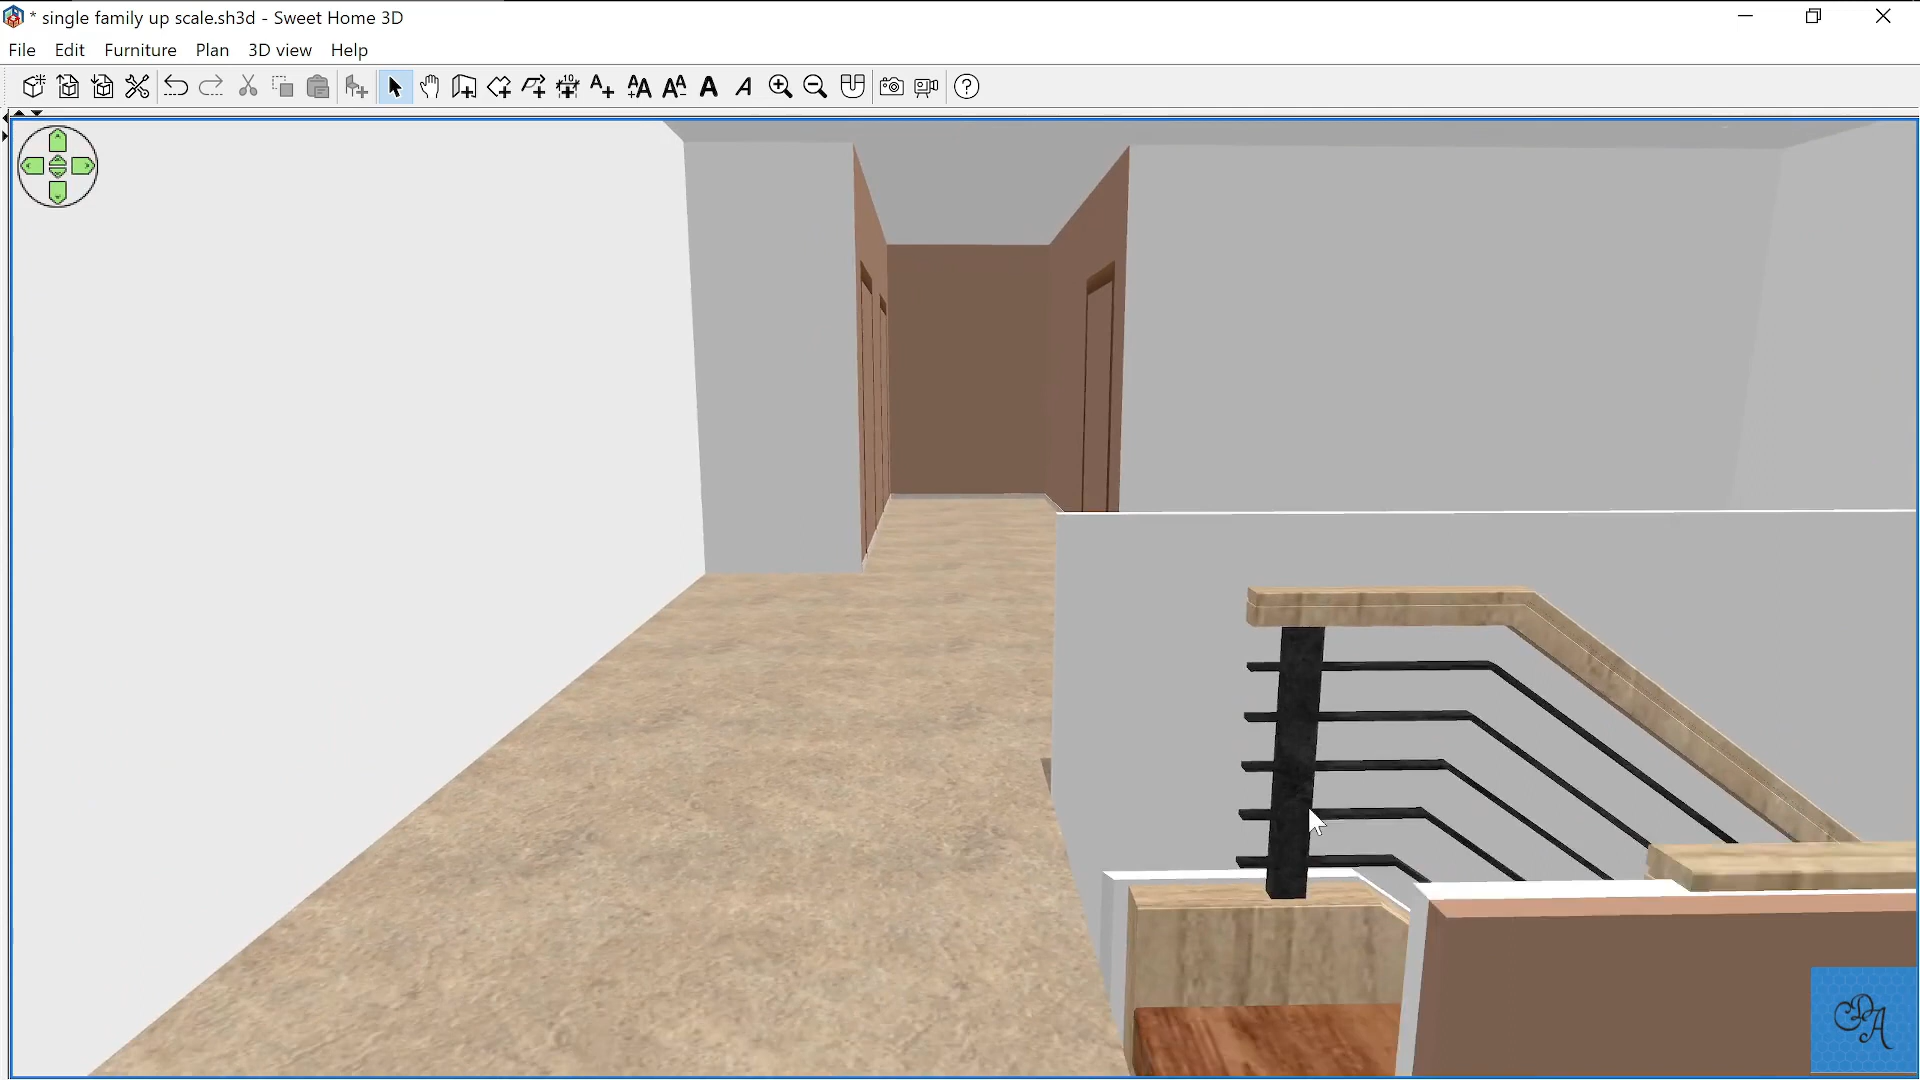 * single family up scale.sh3d - Sweet Home 3D
File Edit Furniture Plan 3D view Help